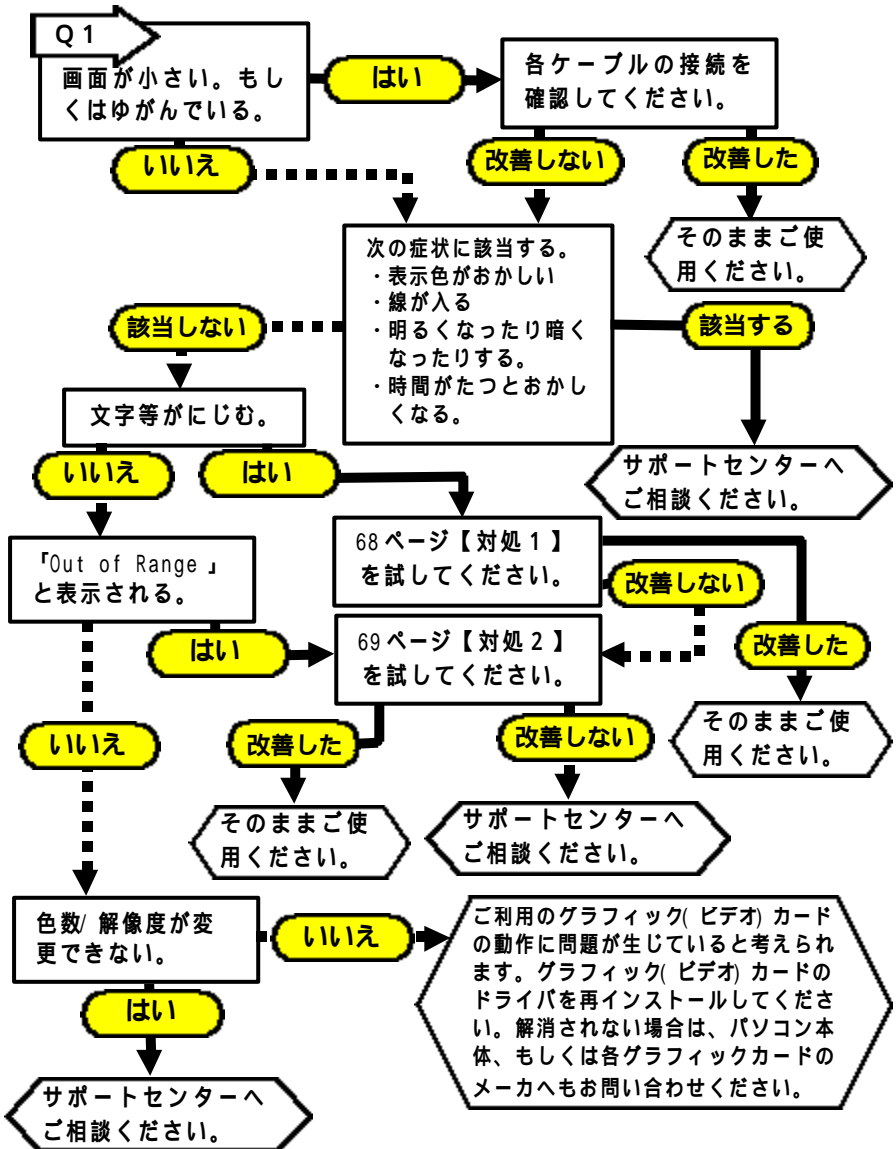 Q1
画面が小さい。もし
くはゆがんでいる。
はい
各ケーブルの接続を
確認してください。
いいえ
改善しない
改善した
そのままご使
用ください。
次の症状に該当する。
・表示色がおかしい
・線が入る
・明るくなったり暗く
なったりする。
・時間がたつとおかし
くなる。
該当しない
該当する
文字等がにじむ。
サポートセンターへ
ご相談ください。
いいえ
はい
「Out of Range」
と表示される。
68ページ【対処1】
を試してください。
改善しない
改善した
はい
69ページ【対処2】
を試してください。
そのままご使
用ください。
いいえ
改善した
改善しない
そのままご使
用ください。
サポートセンターへ
ご相談ください。
色数/解像度が変
更できない。
いいえ
ご利用のグラフィック(ビデオ)カード
の動作に問題が生じていると考えられ
ます。グラフィック(ビデオ)カードの
ドライバを再インストールしてくださ
い。解消されない場合は、パソコン本
体、もしくは各グラフィックカードの
メーカへもお問い合わせください。
はい
サポートセンターへ
ご相談ください。